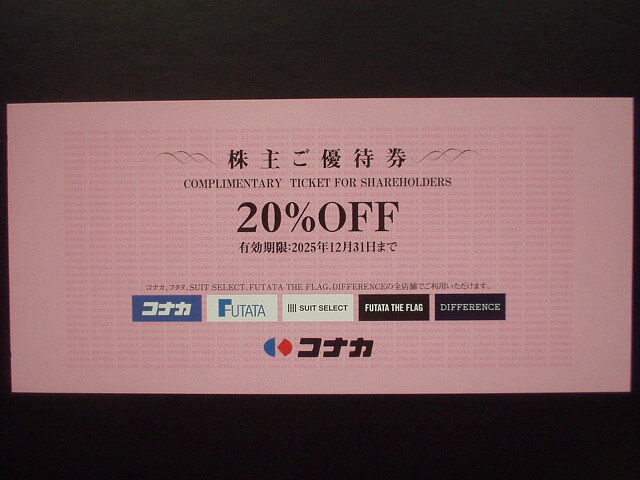 株主ご優待券
COMPLIMENTARY TICKET FOR SHAREHOLDERS
20%OFF
有効期限:2025年12月31日まで
コナカ、フタタ、SUIT SELECT、FUTATA THE FLAG、DIFFERENCEの全店舗でご利用いただけます。
コナカ FUTATA SUIT SELECT FUTATA THE FLAG DIFFERENCE
コナカ